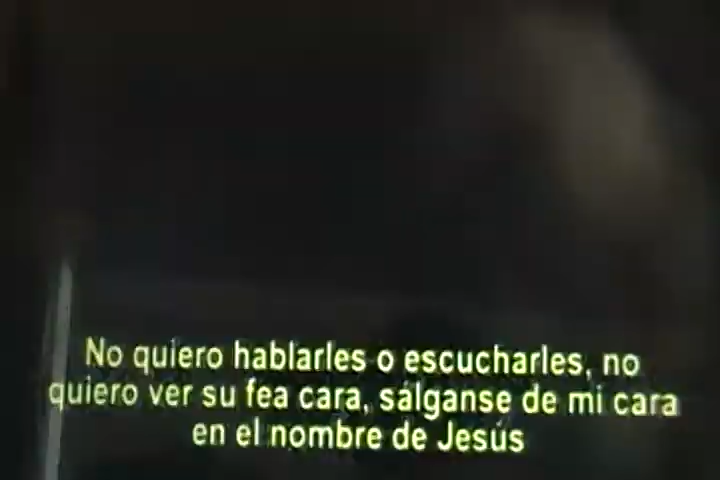 No quiero hablarles o escucharles, no
quiero ver su fea cara, sálganse de mi cara
en el nombre de Jesús